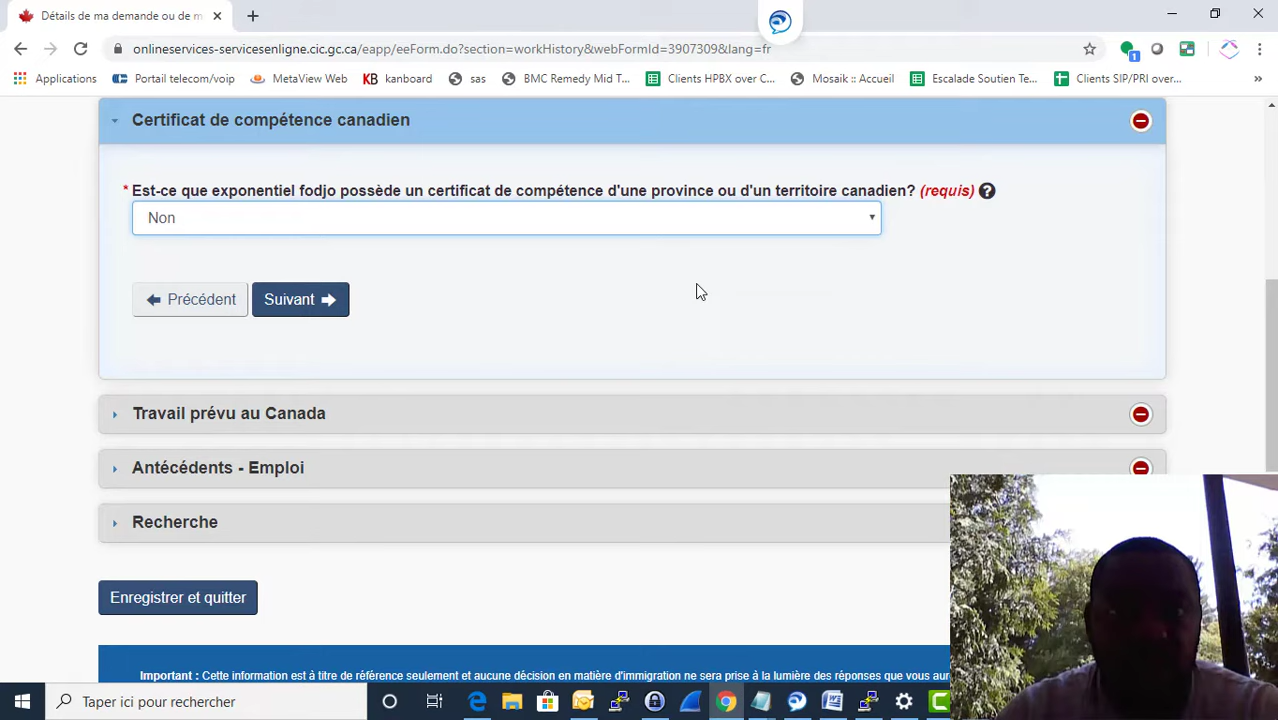 Détails de ma demande ou de m
onlineservices-servicesenligne.cic.gc.ca/eapp/eeForm.do?section=workHistory&webFormId=3907309&lang=fr
1
Applications
Portail telecom/voip
MetaView Web
KB kanboard
sas
BMC Remedy Mid T...
Clients HPBX over C...
Mosaik :: Accueil
Escalade Soutien Te...
Clients SIP/PRI over...
»
Certificat de compétence canadien
* Est-ce que exponentiel fodjo possède un certificat de compétence d'une province ou d'un territoire canadien? (requis) ?
Non
Précédent
Suivant
Travail prévu au Canada
Antécédents - Emploi
Recherche
Enregistrer et quitter
Important : Cette information est à titre de référence seulement et aucune décision en matière d'immigration ne sera prise à la lumière des réponses que vous
Taper ici pour rechercher